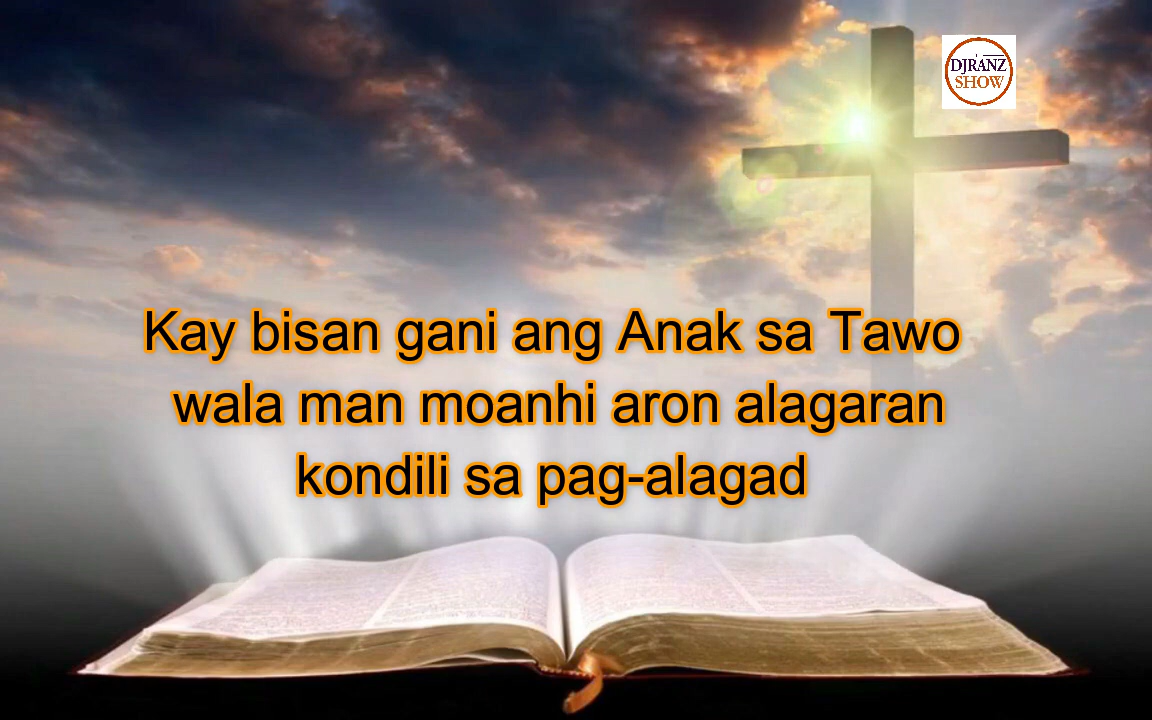 DJRANZ
SHOW
Kay bisan gani ang Anak sa Tawo
wala man moanhi aron alagaran
kondili sa pag-alagad